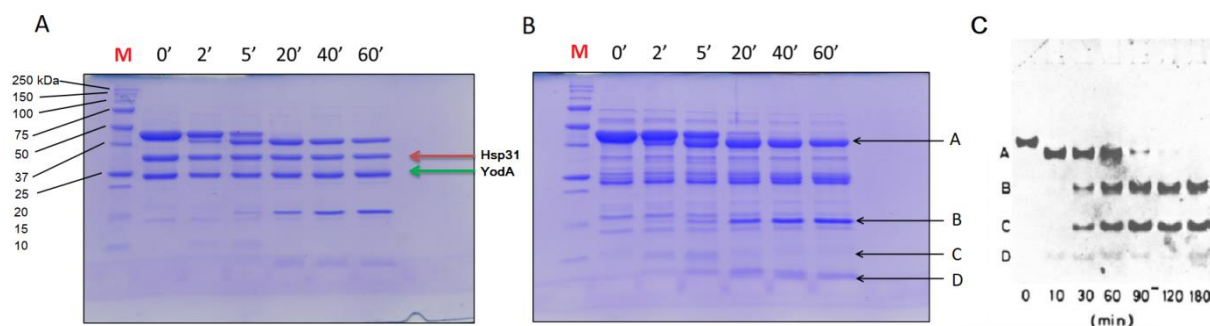 A
M 0’ 2’ 5’ 20’ 40’ 60’
250 kDa
150
100
75
50
37
25
20
15
10
Hsp31
YodA
B
M 0’ 2’ 5’ 20’ 40’ 60’
A
B
C
D
C
A
B
C
D
0 10 30 60 90 120 180
(min)